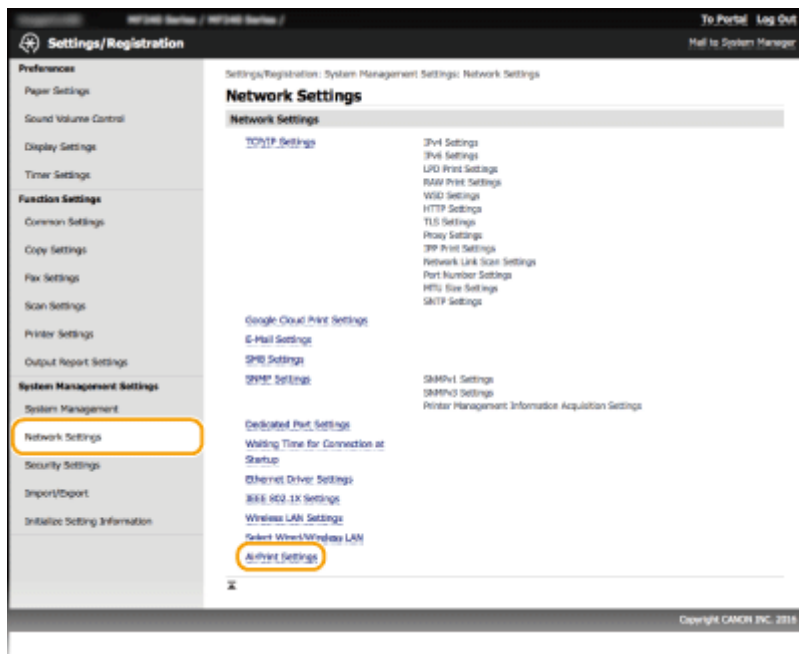 MF240 Series / MF240 Series /
To Portal Log Out
Settings/Registration
Mail to System Manager
Preferences
Paper Settings
Sound Volume Control
Display Settings
Timer Settings
Function Settings
Common Settings
Copy Settings
Fax Settings
Scan Settings
Printer Settings
Output Report Settings
System Management Settings
System Management
Network Settings
Security Settings
Import/Export
Initialize Setting Information
Settings/Registration: System Management Settings: Network Settings
Network Settings
Network Settings
TCP/IP Settings
IPv4 Settings
IPv6 Settings
LPD Print Settings
RAW Print Settings
WSD Settings
HTTP Settings
TLS Settings
Proxy Settings
IPP Print Settings
Network Link Scan Settings
Port Number Settings
MTU Size Settings
SNTP Settings
Google Cloud Print Settings
E-Mail Settings
SMB Settings
SNMP Settings
SNMPv1 Settings
SNMPv3 Settings
Printer Management Information Acquisition Settings
Dedicated Port Settings
Waiting Time for Connection at
Startup
Ethernet Driver Settings
IEEE 802.1X Settings
Wireless LAN Settings
Select Wired/Wireless LAN
AirPrint Settings
Copyright CANON INC. 2016